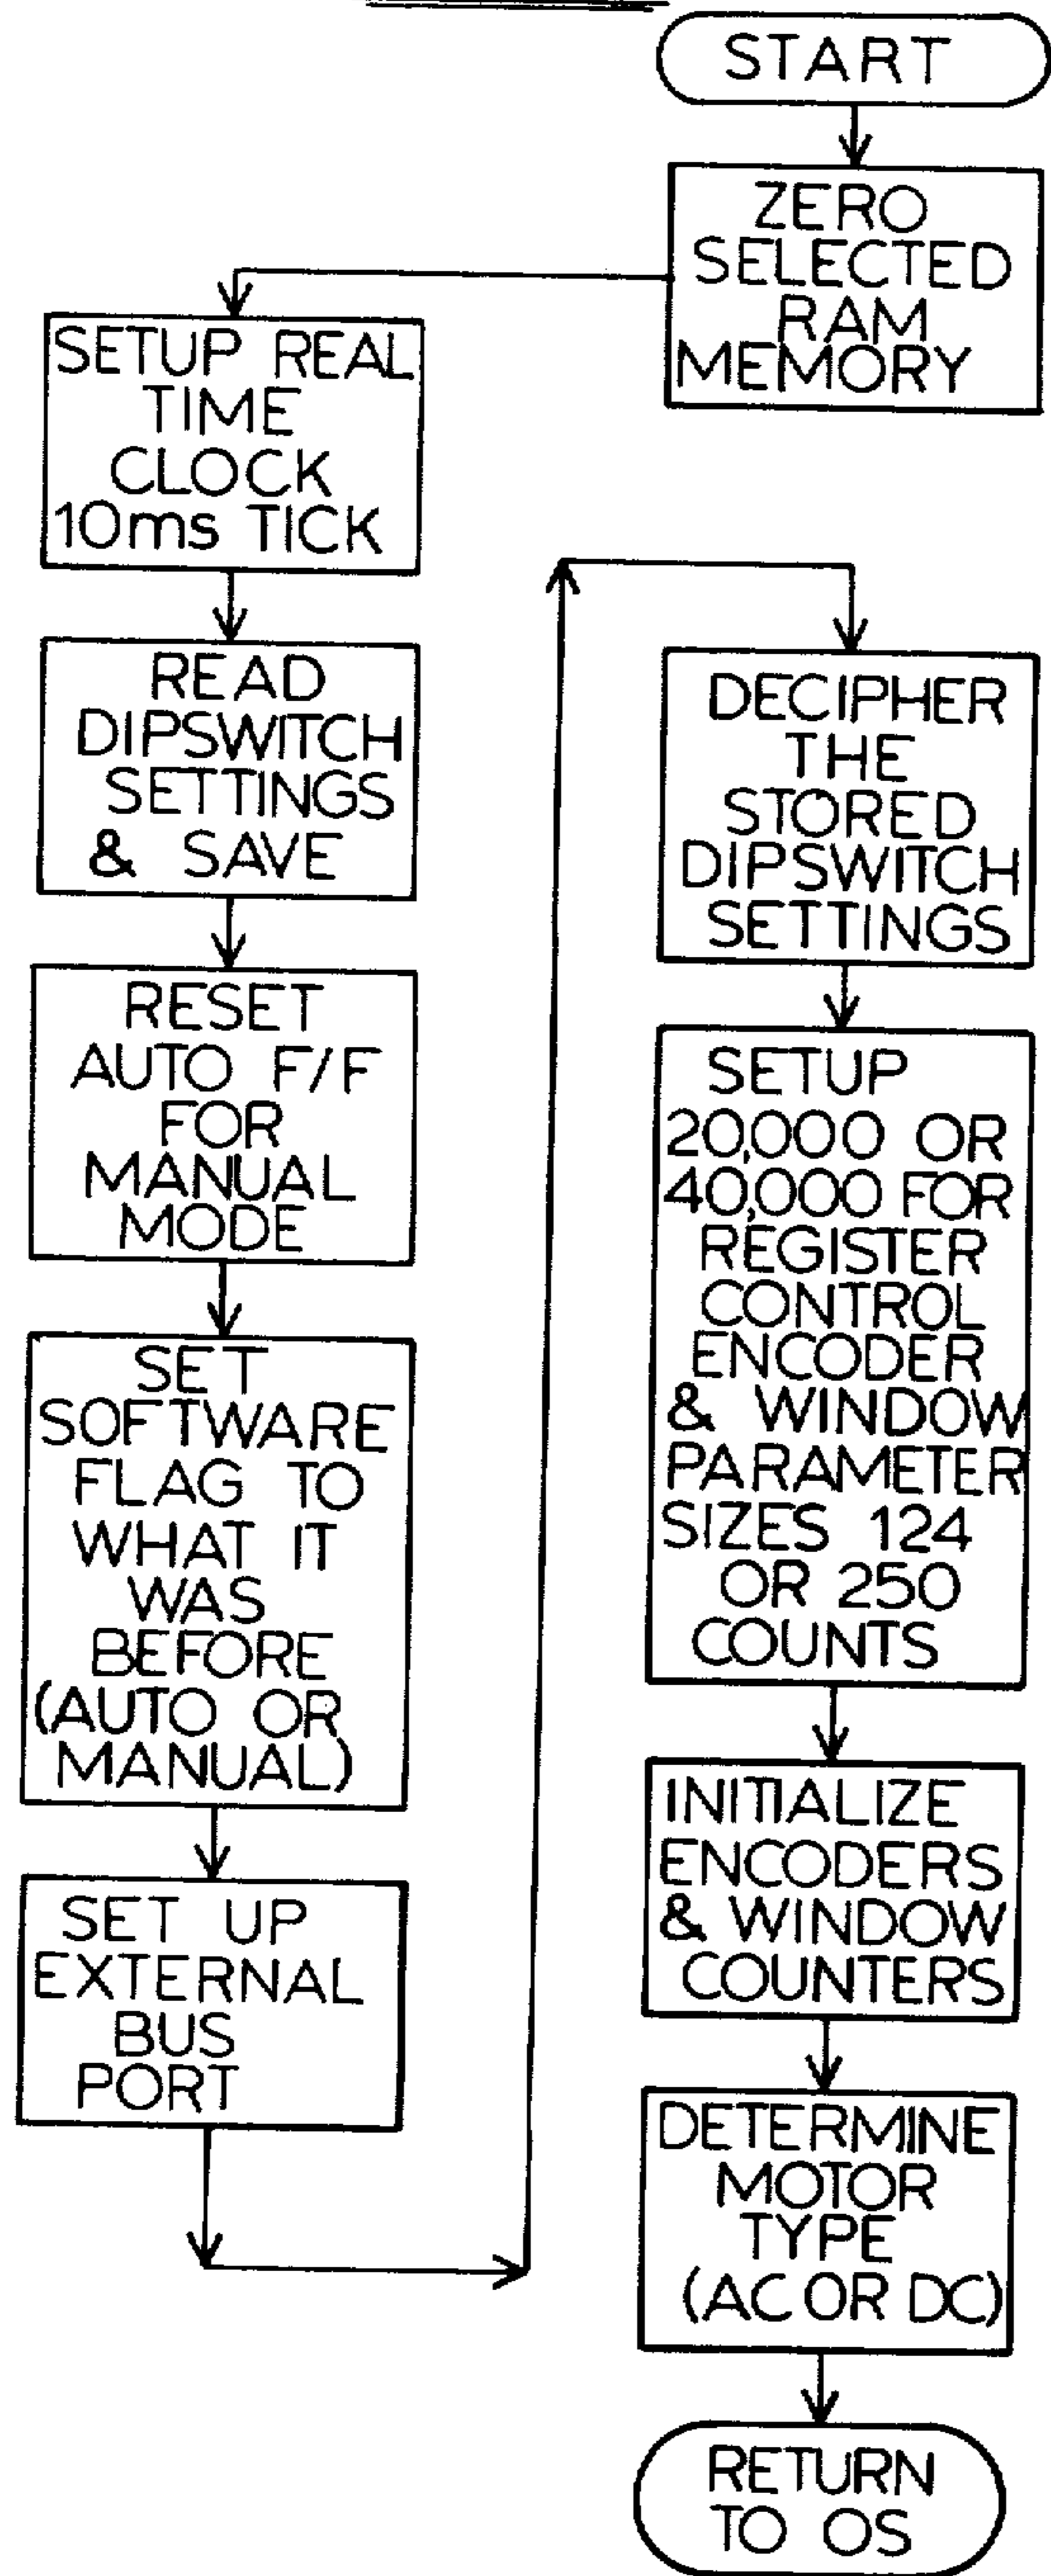 START
ZERO
SELECTED
RAM
MEMORY
SETUP REAL
TIME
CLOCK
10ms TICK
READ
DIPSWITCH
SETTINGS
& SAVE
RESET
AUTO F/F
FOR
MANUAL
MODE
SET
SOFTWARE
FLAG TO
WHAT IT
WAS
BEFORE
(AUTO OR
MANUAL)
SET UP
EXTERNAL
BUS
PORT
DECIPHER
THE
STORED
DIPSWITCH
SETTINGS
SETUP
20,000 OR
40,000 FOR
REGISTER
CONTROL
ENCODER
& WINDOW
PARAMETER
SIZES 124
OR 250
COUNTS
INITIALIZE
ENCODERS
& WINDOW
COUNTERS
DETERMINE
MOTOR
TYPE
(AC OR DC)
RETURN
TO OS